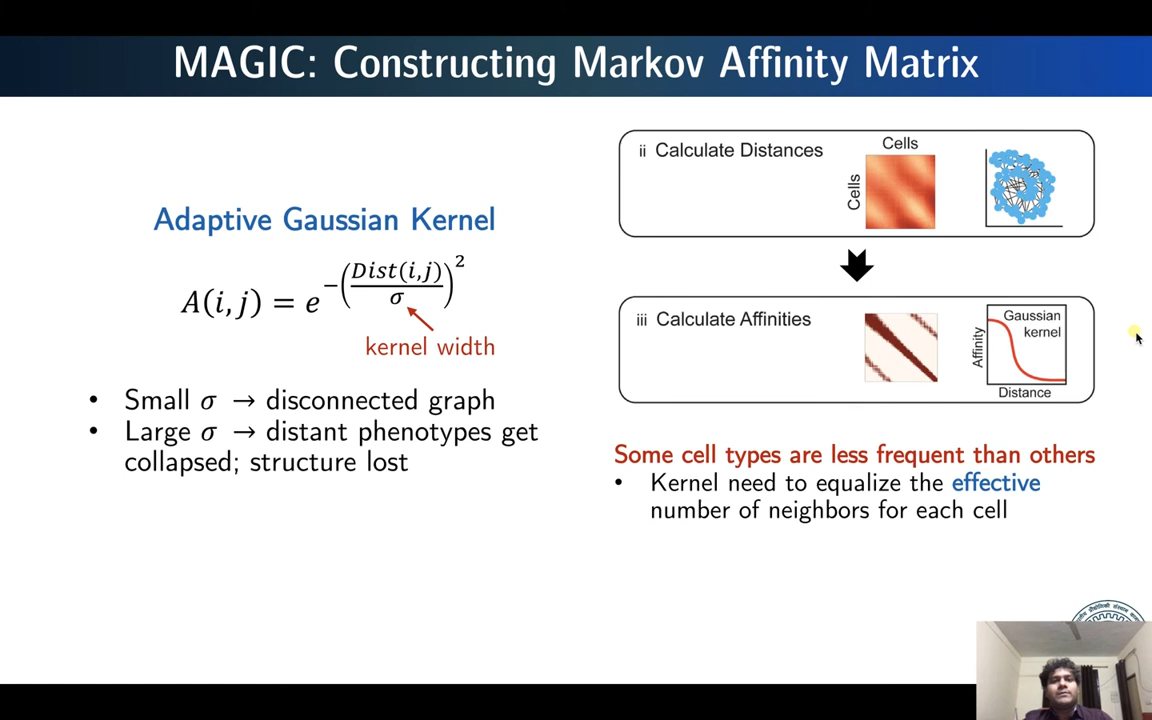 MAGIC: Constructing Markov Affinity Matrix
Adaptive Gaussian Kernel
A(i,j) = e^{-(Dist(i,j)/σ)^2}
kernel width
• Small σ → disconnected graph
• Large σ → distant phenotypes get
collapsed; structure lost
ii Calculate Distances
Cells
Cells
iii Calculate Affinities
Affinity
Gaussian
kernel
Distance
Some cell types are less frequent than others
• Kernel need to equalize the effective
number of neighbors for each cell